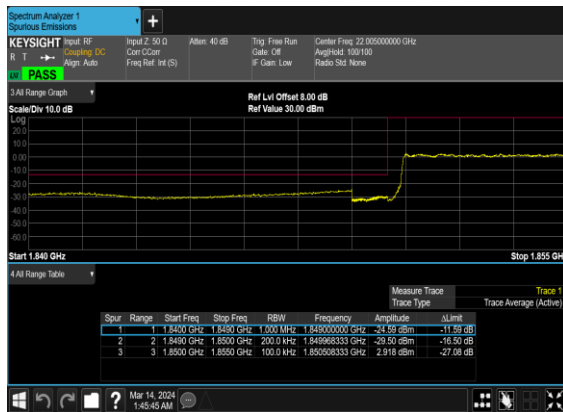 Spectrum Analyzer 1
Spurious Emissions
KEYSIGHT Input: RF Input Z: 50 Ω Atten: 40 dB Trig: Free Run Center Freq: 22.005000000 GHz
R T Coupling: DC Corr CCorr Gate: Off Avg|Hold: 100/100
Align: Auto Freq Ref: Int (S) IF Gain: Low Radio Std: None
LW PASS
3 All Range Graph
Ref Lvl Offset 8.00 dB
Scale/Div 10.0 dB Ref Value 30.00 dBm
Log
20.0
10.0
0.00
-10.0
-20.0
-30.0
-40.0
-50.0
-60.0
Start 1.840 GHz Stop 1.855 GH
4 All Range Table
Measure Trace Trace 1
Trace Type Trace Average (Active)
Spur Range Start Freq Stop Freq RBW Frequency Amplitude ΔLimit
1 1 1.8400 GHz 1.8490 GHz 1.000 MHz 1.849000000 GHz -24.59 dBm -11.59 dB
2 2 1.8490 GHz 1.8500 GHz 200.0 kHz 1.849968333 GHz -29.50 dBm -16.50 dB
3 3 1.8500 GHz 1.8550 GHz 100.0 kHz 1.850508333 GHz 2.918 dBm -27.08 dB
Mar 14, 2024
1:45:45 AM